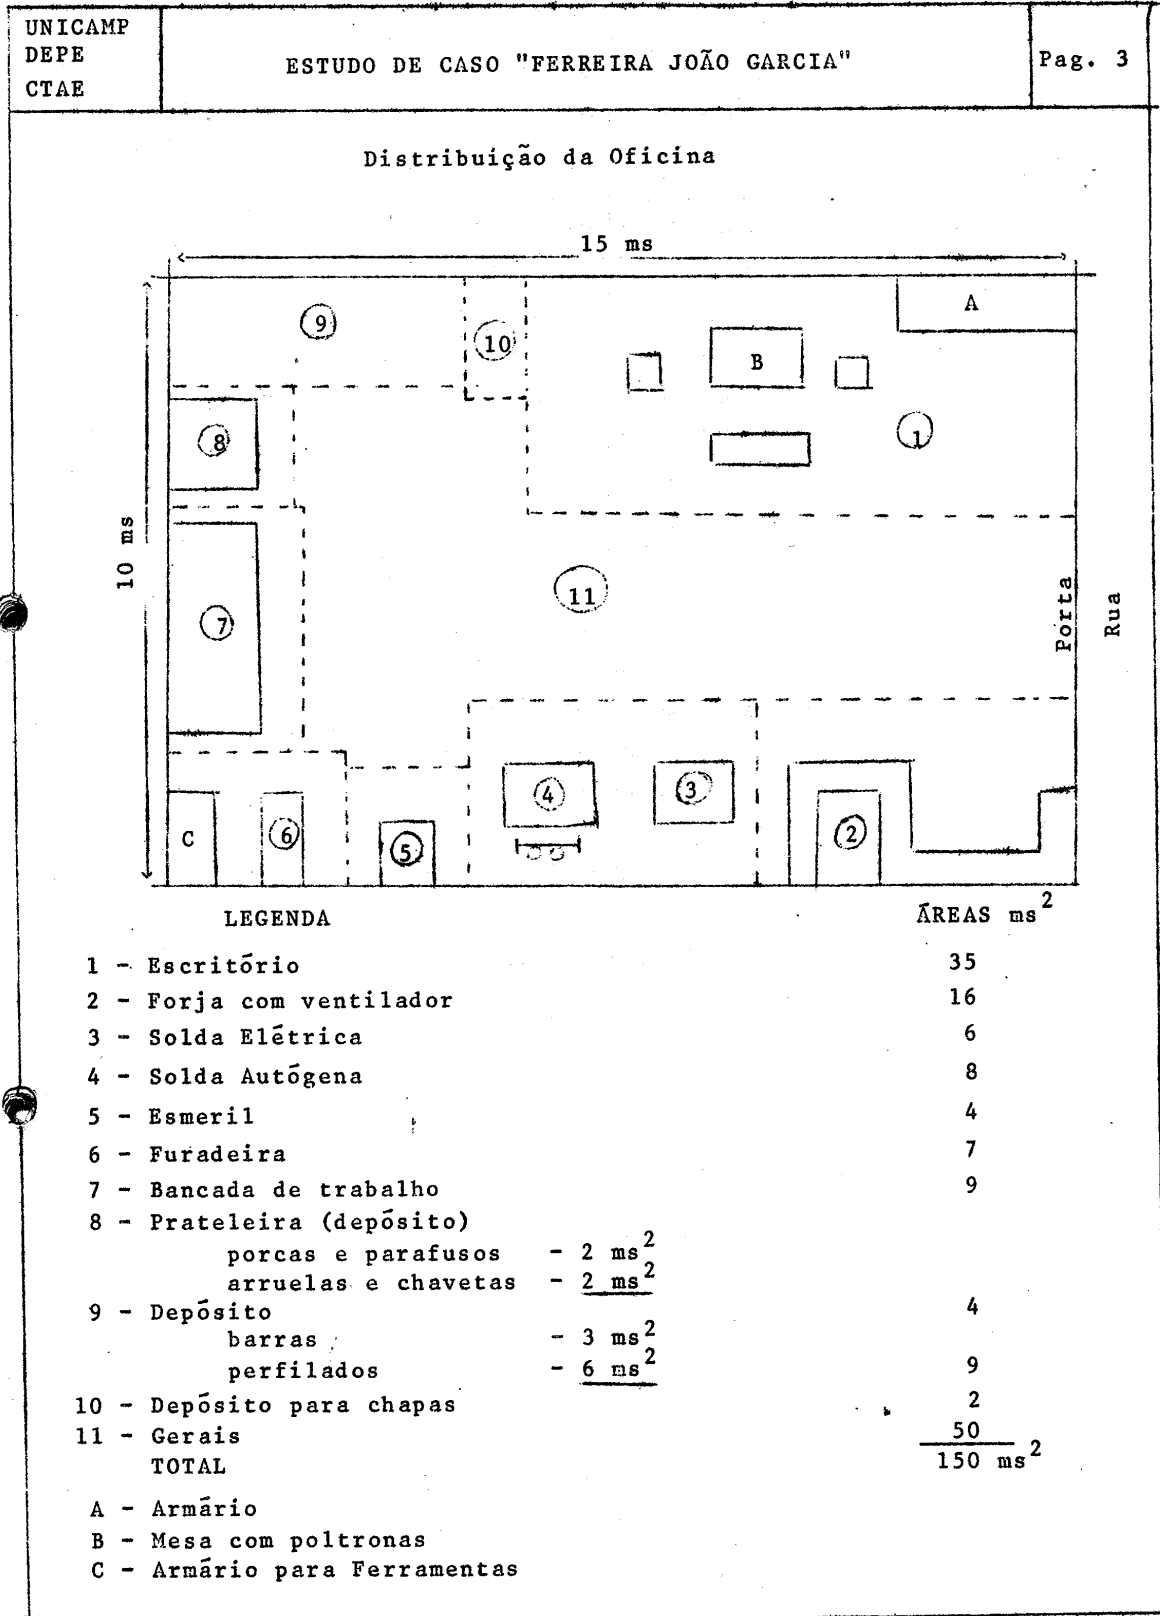 UNICAMP
DEPE
CTAE
ESTUDO DE CASO "FERREIRA JOÃO GARCIA"
Pag. 3
Distribuição da Oficina
15 ms
10 ms
9
10
A
B
1
8
7
11
Porta
Rua
C
6
5
4
3
2
LEGENDA ÁREAS ms²
1 - Escritório 35
2 - Forja com ventilador 16
3 - Solda Elétrica 6
4 - Solda Autógena 8
5 - Esmeril 4
6 - Furadeira 7
7 - Bancada de trabalho 9
8 - Prateleira (depósito)
porcas e parafusos - 2 ms²
arruelas e chavetas - 2 ms²
9 - Depósito 4
barras - 3 ms²
perfilados - 6 ms² 9
10 - Depósito para chapas 2
11 - Gerais 50
TOTAL 150 ms²
A - Armário
B - Mesa com poltronas
C - Armário para Ferramentas